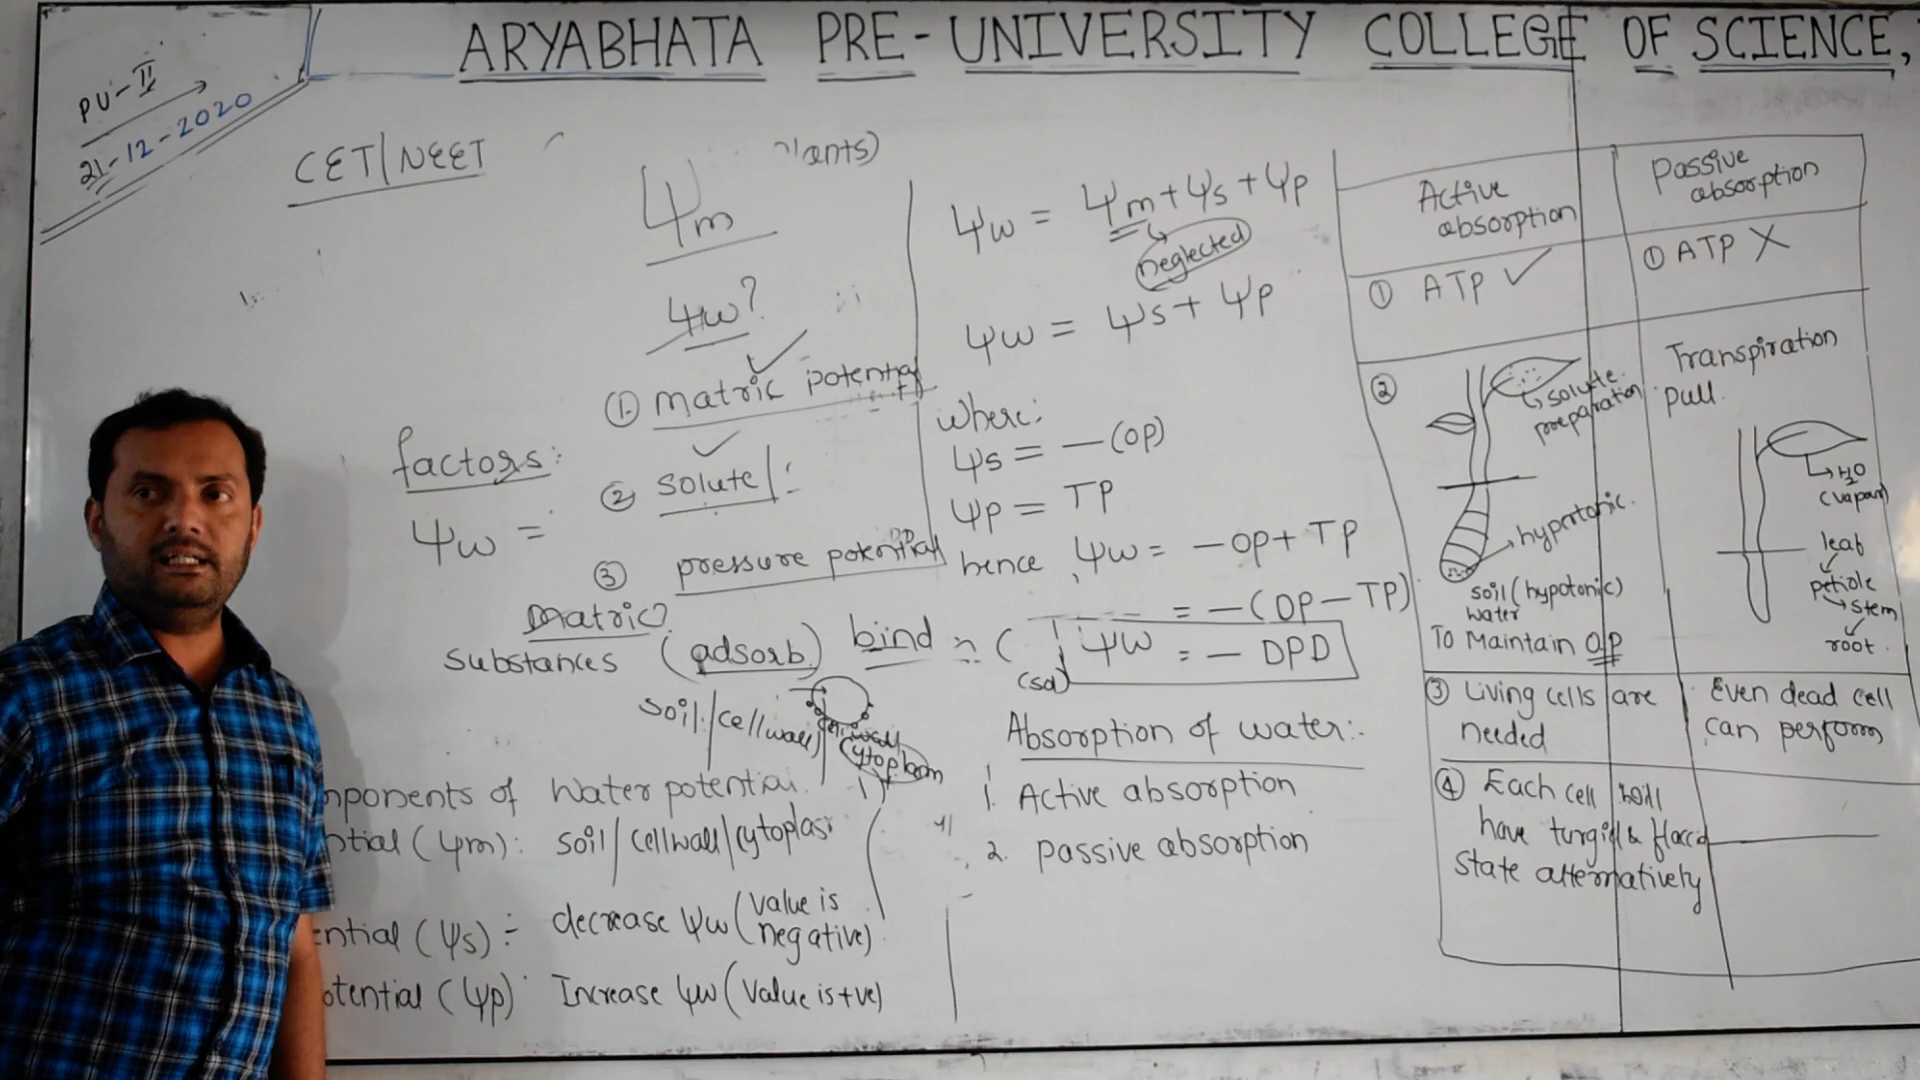 ARYABHATA PRE-UNIVERSITY COLLEGE OF SCIENCE,
PU-II
21-12-2020
CET/NEET
lants)
Ψm
Ψw?
① matric potential
② solute/:
③ pressure potential
factors:
Ψw =
matric
substances (adsorb) bind
soil/cellwall/
cell wall
cytoplasm
mponents of Water potential
ntial (Ψm): soil/cellwall/cytoplas
ential (Ψs) ÷ decrease Ψw (value is negative)
otential (Ψp) Increase Ψw (value is +ve)
Ψw = Ψm + Ψs + Ψp
neglected
Ψw = Ψs + Ψp
where:
Ψs = -(OP)
Ψp = TP
hence, Ψw = -OP + TP
= -(OP - TP)
Ψw = - DPD
Absorption of water:-
1. Active absorption
2. passive absorption
Active absorption
Passive absorption
① ATP ✓
① ATP X
②
solute preparation
hypertonic.
soil (hypotonic)
water
To Maintain OP
Transpiration
pull.
H2O
(vapan)
leaf
petiole
stem
root.
③ Living cells are
needed
Even dead cell
can perform
④ Each cell will
have turgid & flaccid
state alternatively